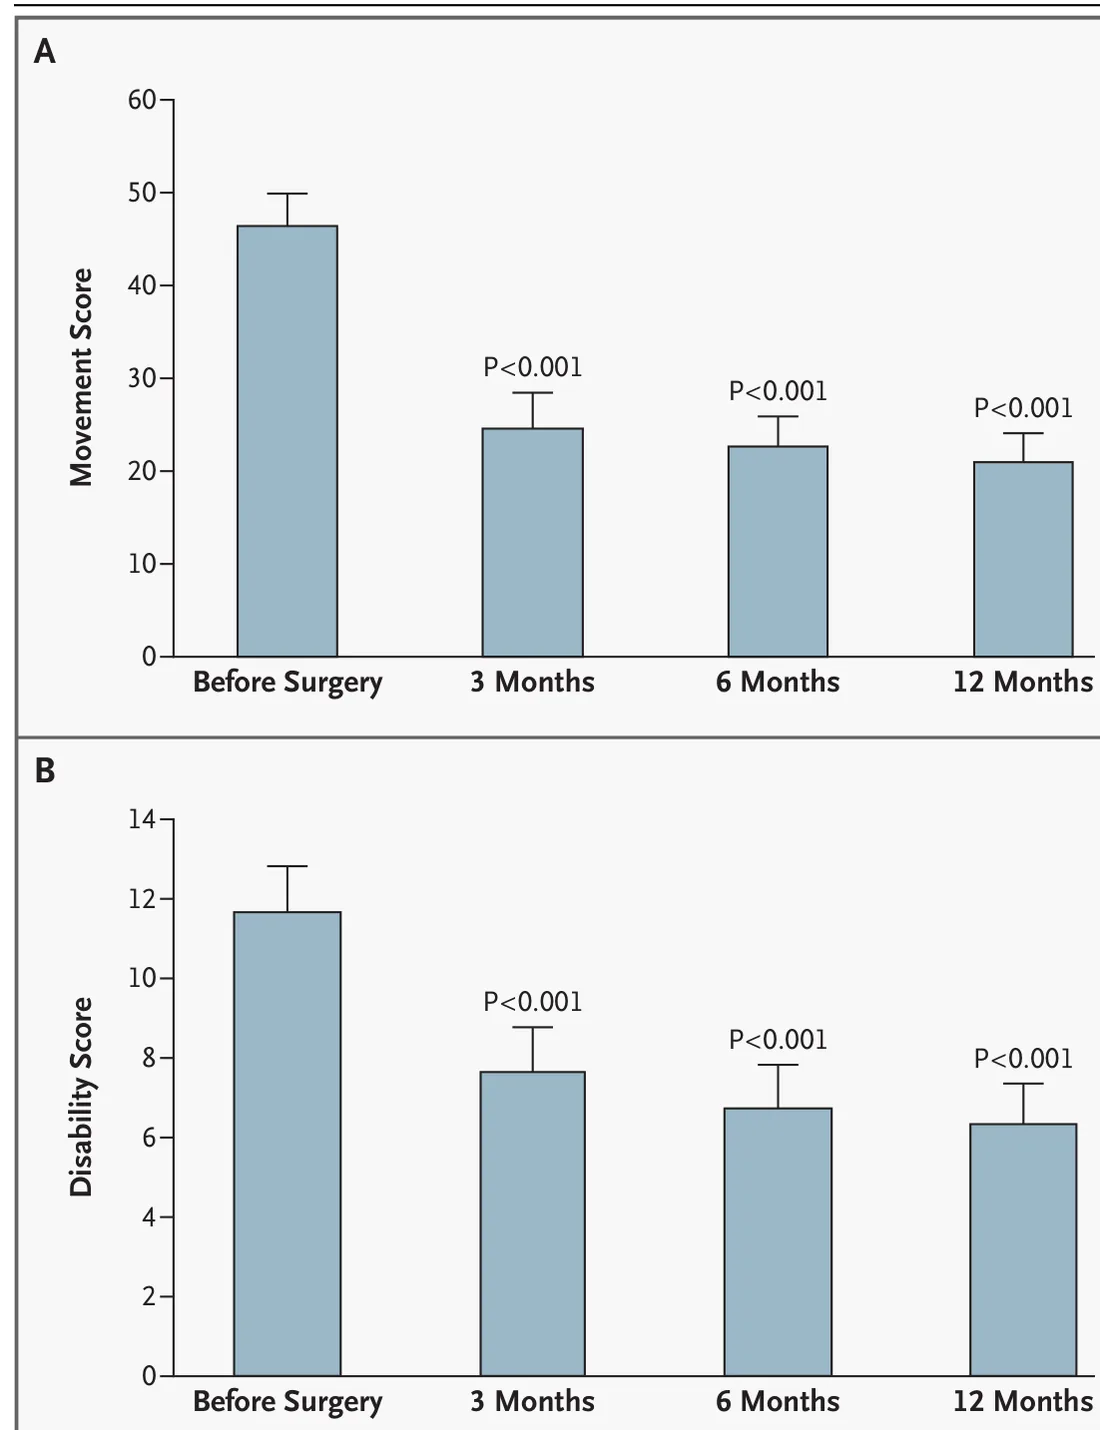 A
60
50
40
30
20
10
0
Movement Score
P<0.001
P<0.001
P<0.001
Before Surgery 3 Months 6 Months 12 Months
B
14
12
10
8
6
4
2
0
Disability Score
P<0.001
P<0.001
P<0.001
Before Surgery 3 Months 6 Months 12 Months